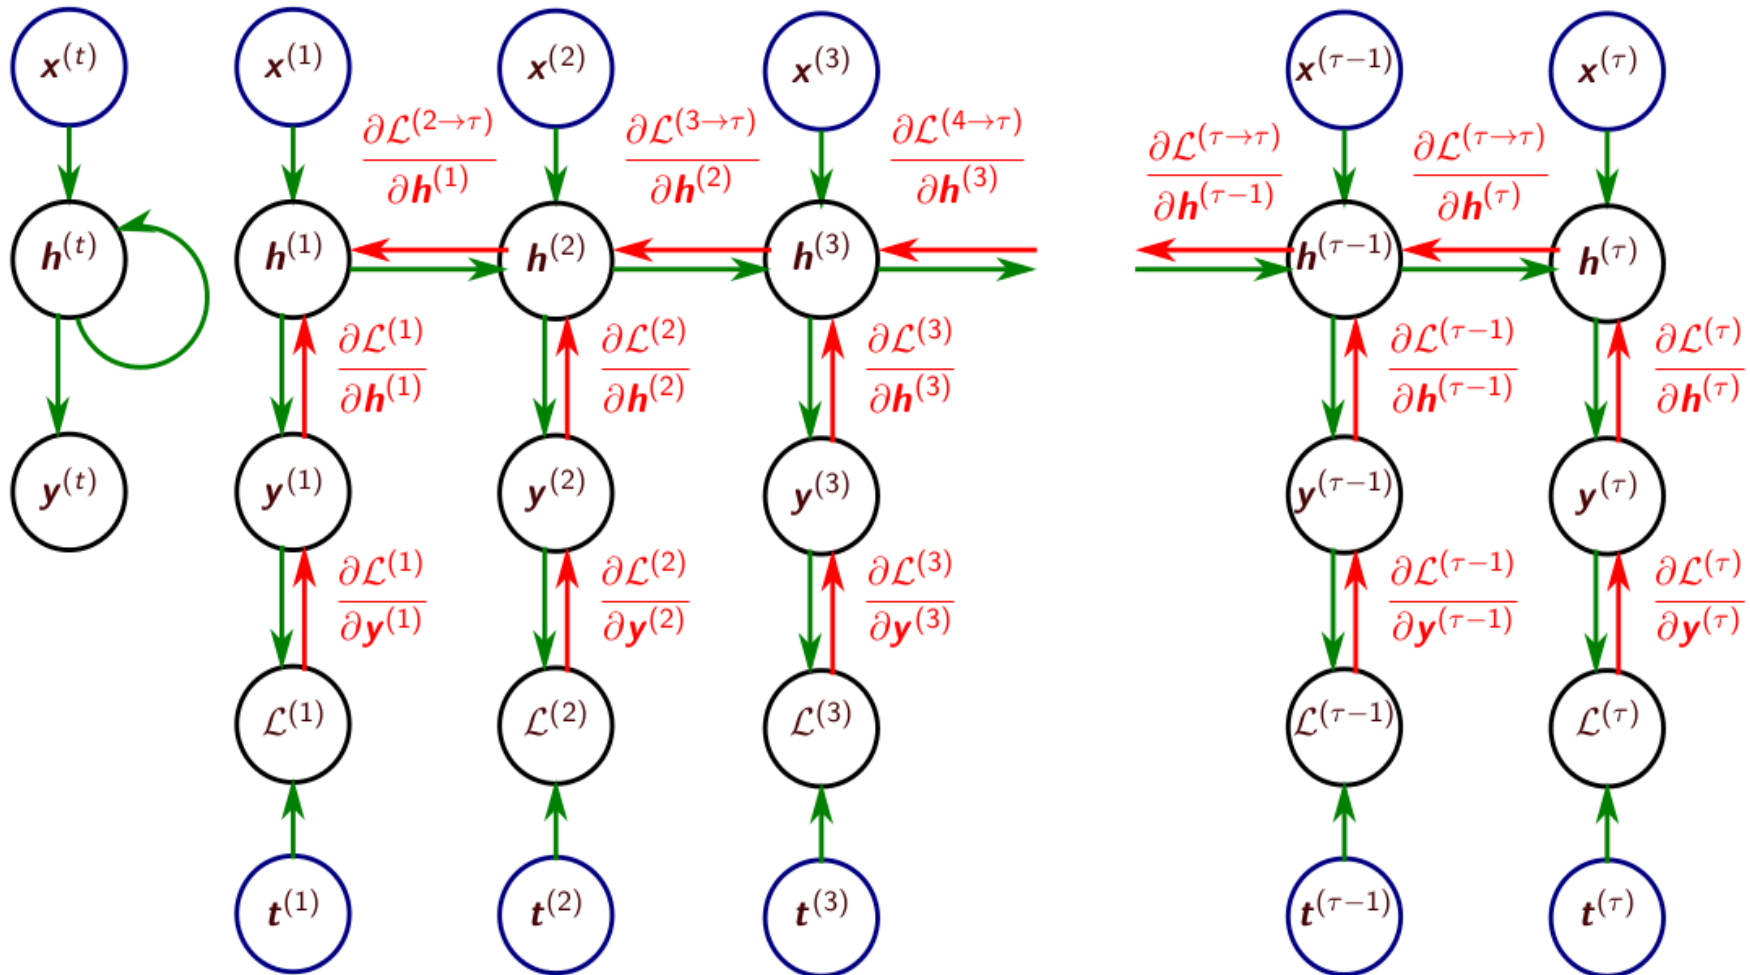 x^(t) x^(1) x^(2) x^(3) x^(τ−1) x^(τ)
∂ℒ^(2→τ)/∂h^(1) ∂ℒ^(3→τ)/∂h^(2) ∂ℒ^(4→τ)/∂h^(3) ∂ℒ^(τ→τ)/∂h^(τ−1) ∂ℒ^(τ→τ)/∂h^(τ)
h^(t) h^(1) h^(2) h^(3) h^(τ−1) h^(τ)
∂ℒ^(1)/∂h^(1) ∂ℒ^(2)/∂h^(2) ∂ℒ^(3)/∂h^(3) ∂ℒ^(τ−1)/∂h^(τ−1) ∂ℒ^(τ)/∂h^(τ)
y^(t) y^(1) y^(2) y^(3) y^(τ−1) y^(τ)
∂ℒ^(1)/∂y^(1) ∂ℒ^(2)/∂y^(2) ∂ℒ^(3)/∂y^(3) ∂ℒ^(τ−1)/∂y^(τ−1) ∂ℒ^(τ)/∂y^(τ)
ℒ^(1) ℒ^(2) ℒ^(3) ℒ^(τ−1) ℒ^(τ)
t^(1) t^(2) t^(3) t^(τ−1) t^(τ)